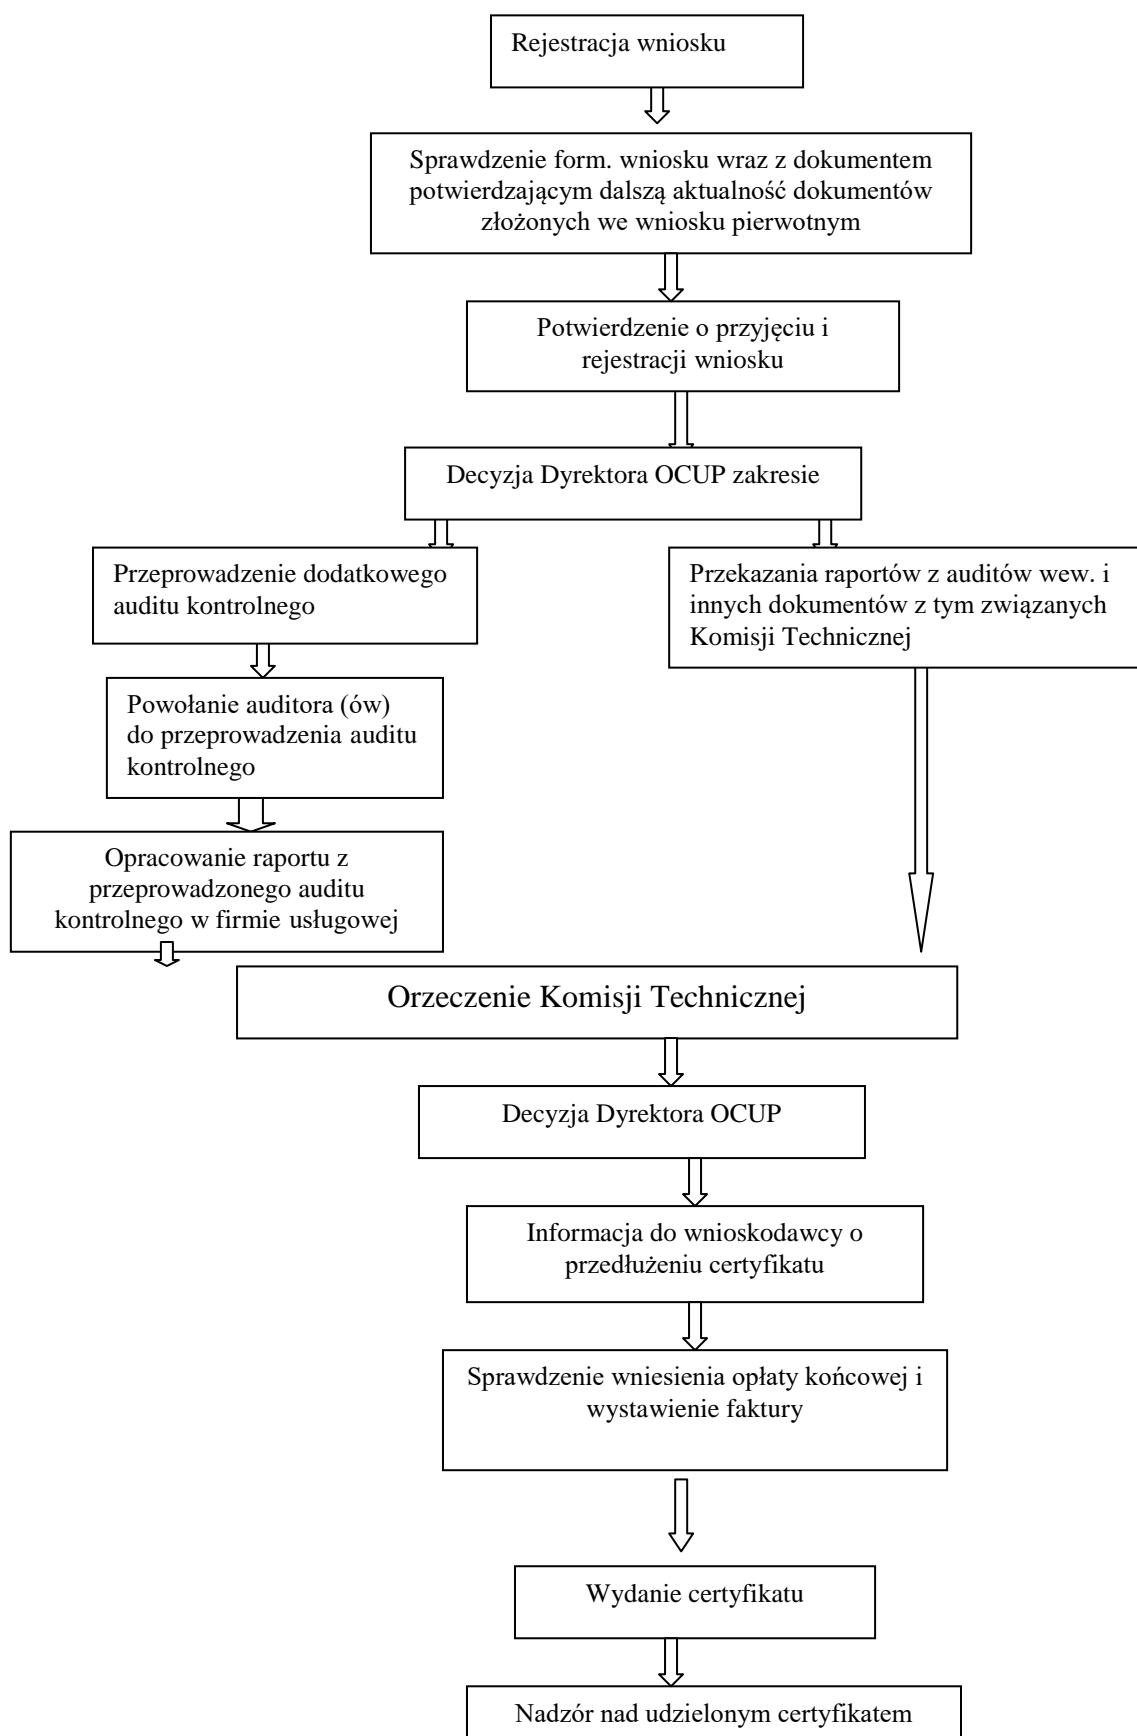 Rejestracja wniosku
Sprawdzenie form. wniosku wraz z dokumentem
potwierdzającym dalszą aktualność dokumentów
złożonych we wniosku pierwotnym
Potwierdzenie o przyjęciu i
rejestracji wniosku
Decyzja Dyrektora OCUP zakresie
Przeprowadzenie dodatkowego
auditu kontrolnego
Przekazania raportów z auditów wew. i
innych dokumentów z tym związanych
Komisji Technicznej
Powołanie auditora (ów)
do przeprowadzenia auditu
kontrolnego
Opracowanie raportu z
przeprowadzonego auditu
kontrolnego w firmie usługowej
Orzeczenie Komisji Technicznej
Decyzja Dyrektora OCUP
Informacja do wnioskodawcy o
przedłużeniu certyfikatu
Sprawdzenie wniesienia opłaty końcowej i
wystawienie faktury
Wydanie certyfikatu
Nadzór nad udzielonym certyfikatem